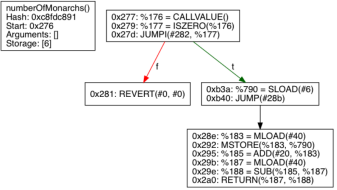 numberOfMonarchs()
Hash: 0xc8fdc891
Start: 0x276
Arguments: []
Storage: [6]
0x277: %176 = CALLVALUE()
0x279: %177 = ISZERO(%176)
0x27d: JUMPI(#282, %177)
f
t
0x281: REVERT(#0, #0)
0xb3a: %790 = SLOAD(#6)
0xb40: JUMP(#28b)
0x28e: %183 = MLOAD(#40)
0x292: MSTORE(%183, %790)
0x295: %185 = ADD(#20, %183)
0x29b: %187 = MLOAD(#40)
0x29e: %188 = SUB(%185, %187)
0x2a0: RETURN(%187, %188)